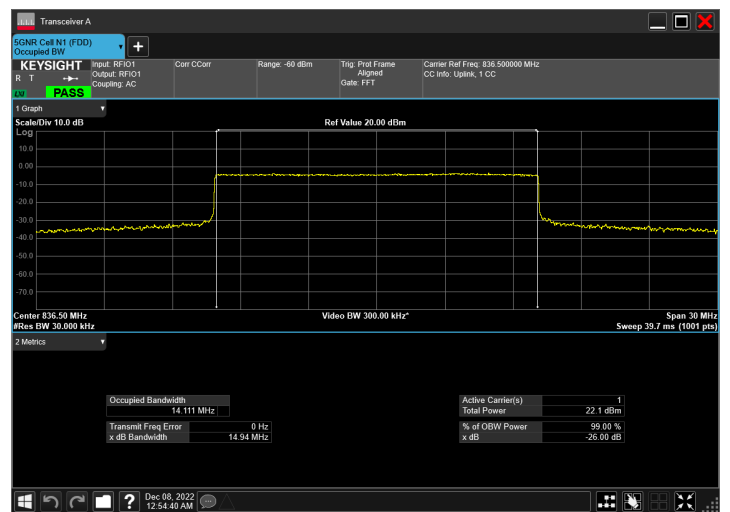 Transceiver A
5GNR Cell N1 (FDD)
Occupied BW
+
KEYSIGHT
R T
LXI
PASS
Input: RFIO1
Output: RFIO1
Coupling: AC
Corr CCorr
Range: -60 dBm
Trig: Prot Frame
Aligned
Gate: FFT
Carrier Ref Freq: 836.500000 MHz
CC Info: Uplink, 1 CC
1 Graph
Scale/Div 10.0 dB
Ref Value 20.00 dBm
Log
10.0
0.00
-10.0
-20.0
-30.0
-40.0
-50.0
-60.0
-70.0
Center 836.50 MHz
Video BW 300.00 kHz*
Span 30 MHz
#Res BW 30.000 kHz
Sweep 39.7 ms (1001 pts)
2 Metrics
Occupied Bandwidth
14.111 MHz
Active Carrier(s) 1
Total Power 22.1 dBm
Transmit Freq Error 0 Hz
x dB Bandwidth 14.94 MHz
% of OBW Power 99.00 %
x dB -26.00 dB
?
Dec 08, 2022
12:54:40 AM